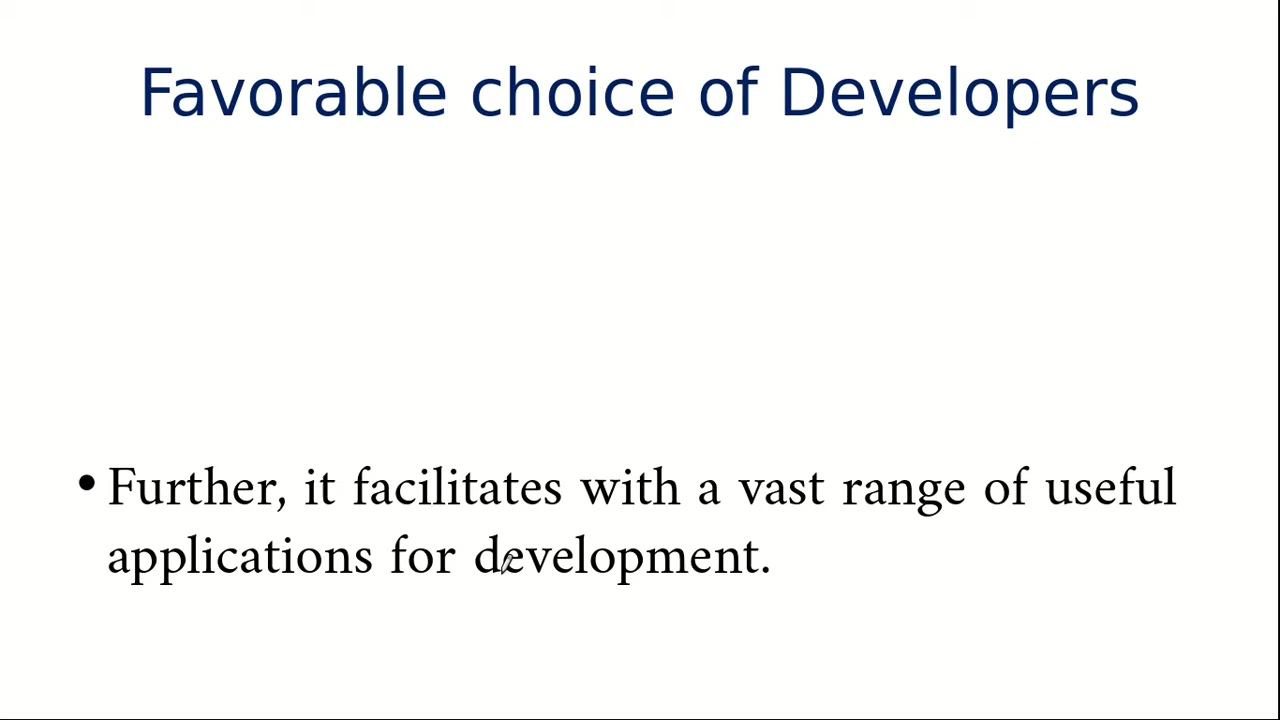 Favorable choice of Developers
• Further, it facilitates with a vast range of useful
applications for development.